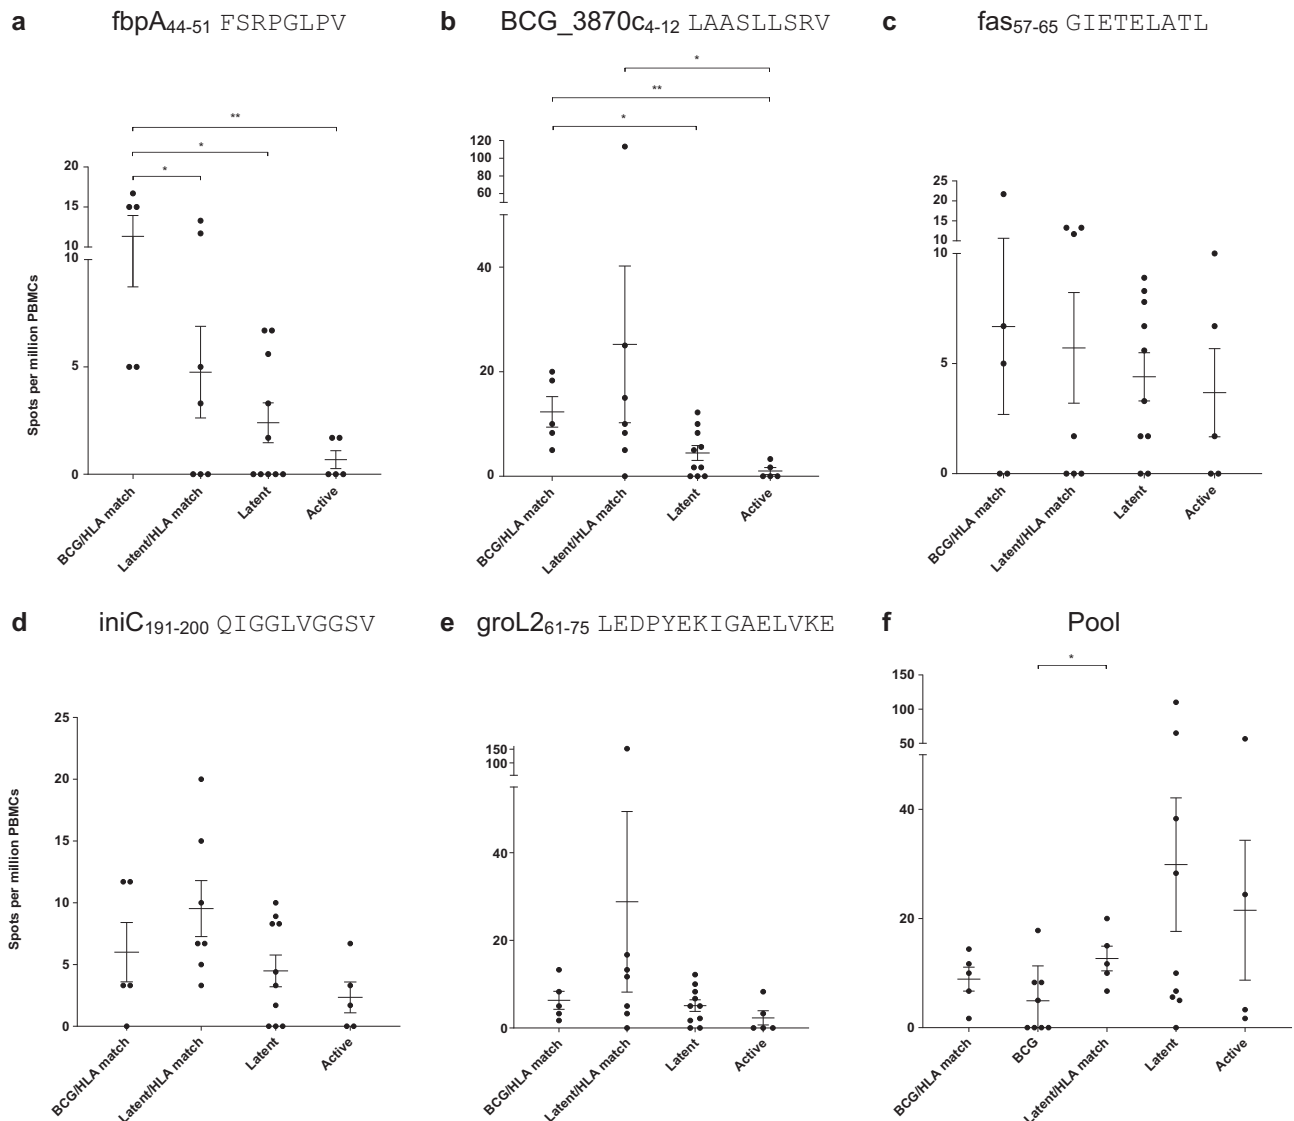 a fbpA44-51 FSRPGLPV
b BCG_3870c4-12 LAASLLSRV
c fas57-65 GIETELATL
**
*
*
20
15
10
10
5
0
Spots per million PBMCs
BCG/HLA match
Latent/HLA match
Latent
Active
*
**
*
120
100
80
60
40
20
0
BCG/HLA match
Latent/HLA match
Latent
Active
25
20
15
10
10
5
0
BCG/HLA match
Latent/HLA match
Latent
Active
d iniC191-200 QIGGLVGGSV
e groL261-75 LEDPYEKIGAELVKE
f Pool
25
20
15
10
5
0
Spots per million PBMCs
BCG/HLA match
Latent/HLA match
Latent
Active
150
100
40
20
0
BCG/HLA match
Latent/HLA match
Latent
Active
*
150
100
50
40
20
0
BCG/HLA match
BCG
Latent/HLA match
Latent
Active